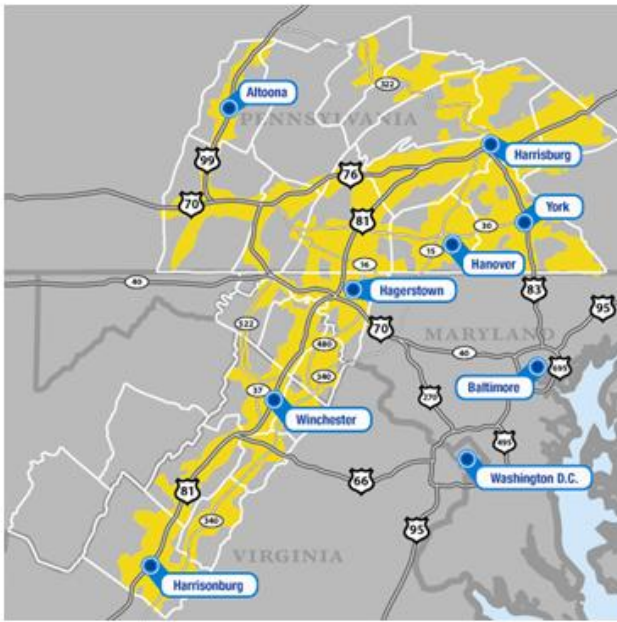 322
Altoona
PENNSYLVANIA
Harrisburg
99
76
70
81
30
York
15
Hanover
16
40
Hagerstown
83
95
522
70
MARYLAND
480
40
695
340
Baltimore
37
270
Winchester
495
66
Washington D.C.
81
340
95
VIRGINIA
Harrisonburg